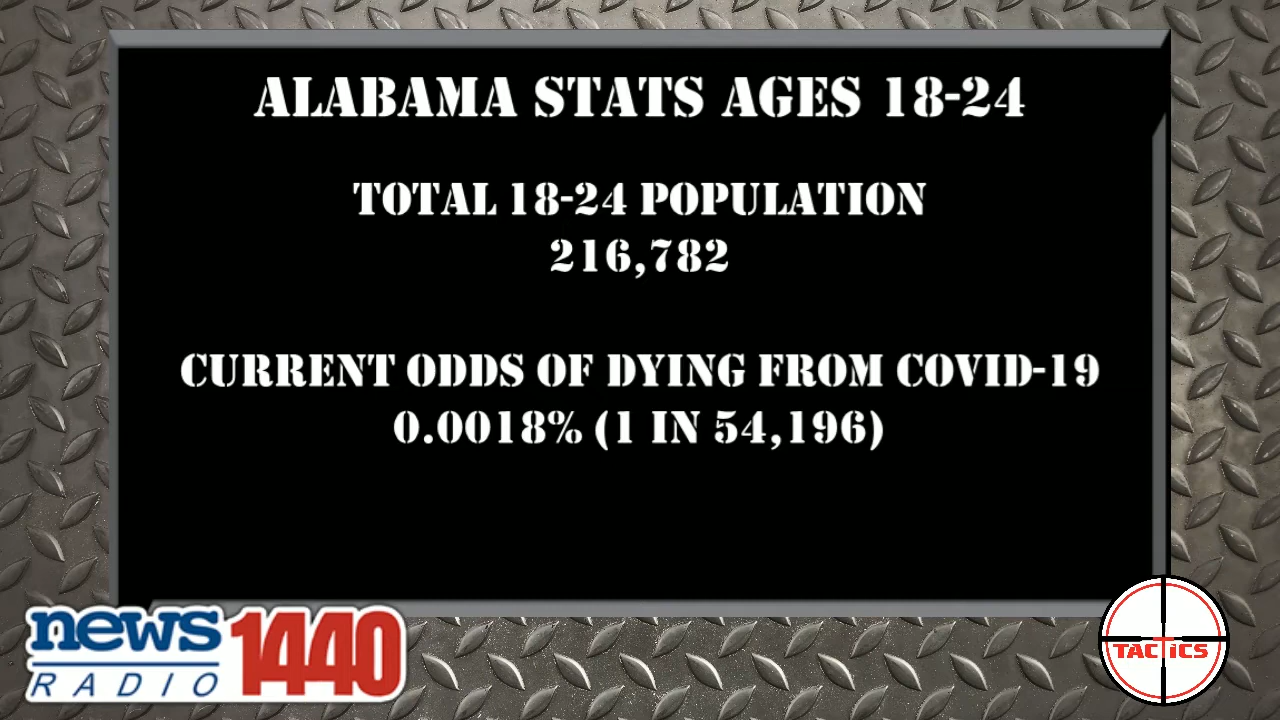 ALABAMA STATS AGES 18-24
TOTAL 18-24 POPULATION
216,782
CURRENT ODDS OF DYING FROM COVID-19
0.0018% (1 IN 54,196)
news 1440
RADIO
TACTICS